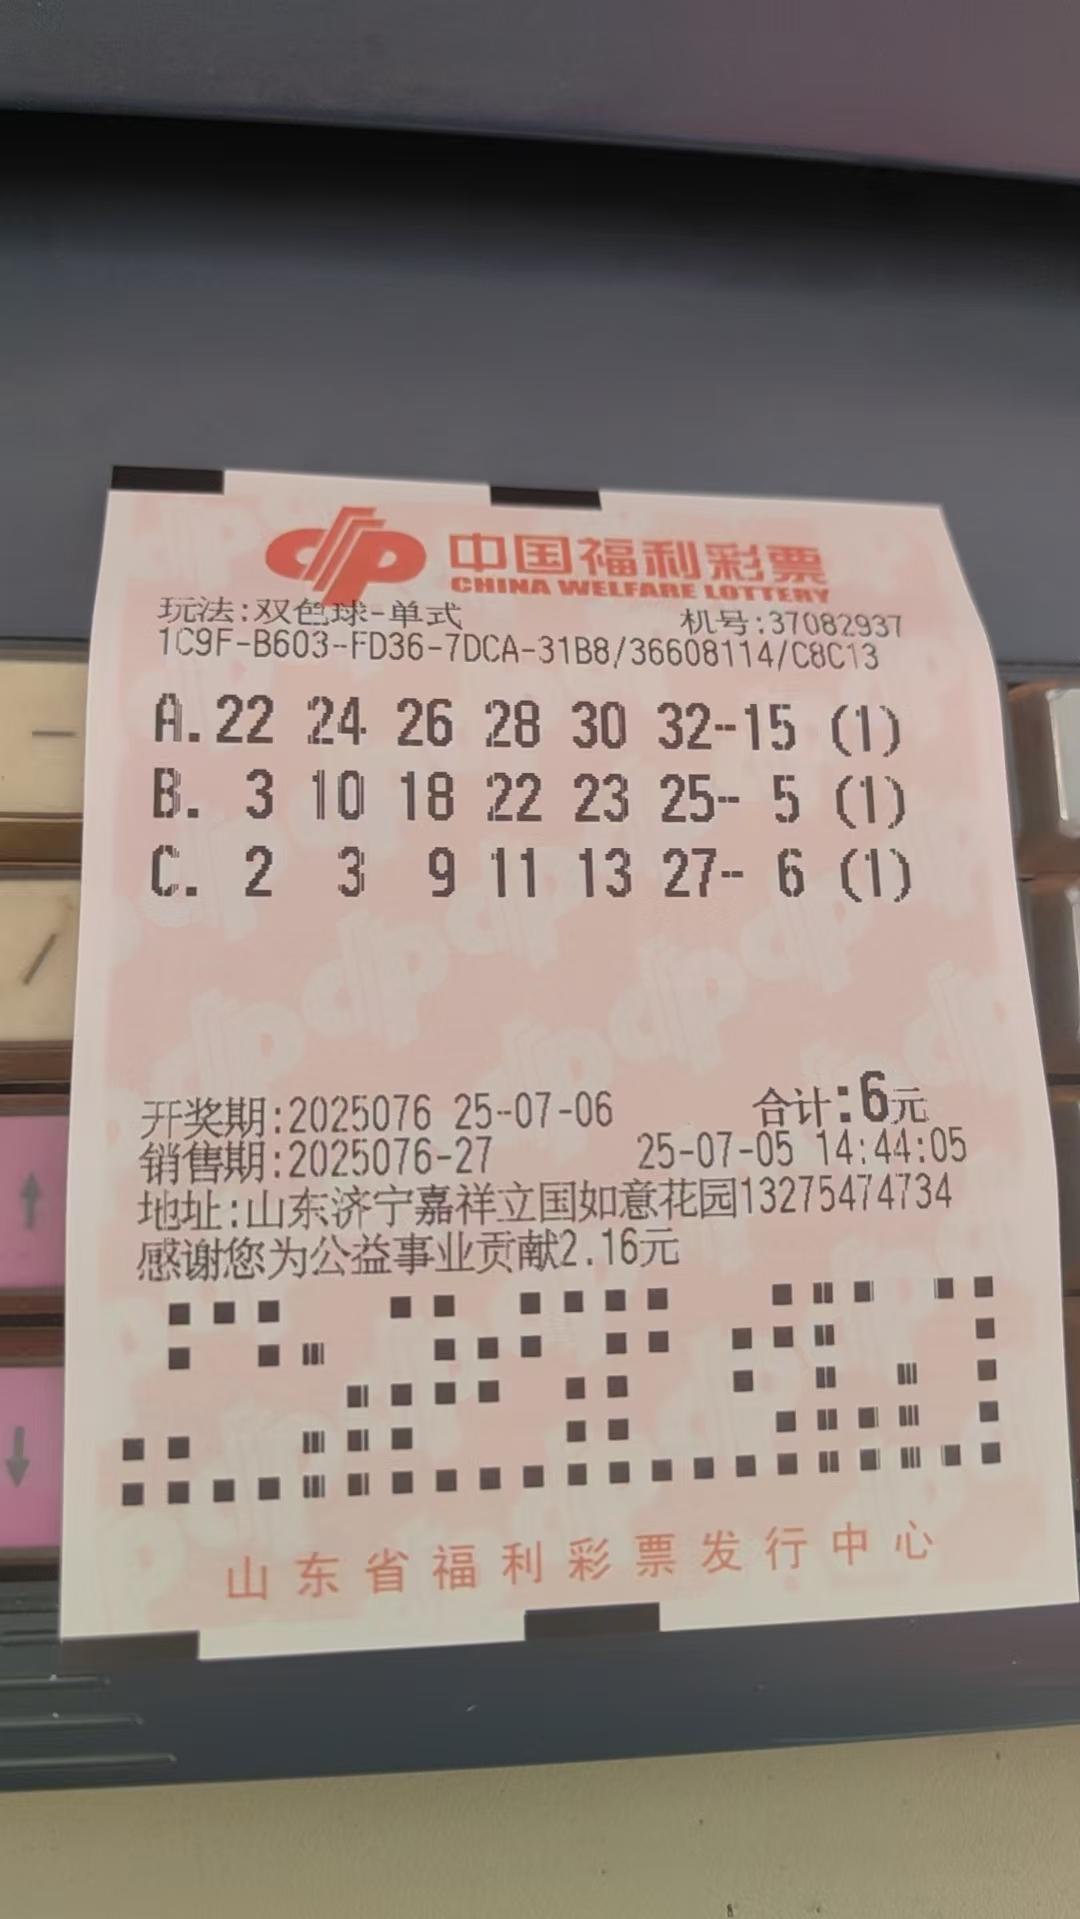 中国福利彩票
CHINA WELFARE LOTTERY
玩法:双色球-单式 机号:37082937
1C9F-B603-FD36-7DCA-31B8/36608114/C8C13
A.22 24 26 28 30 32--15 (1)
B. 3 10 18 22 23 25-- 5 (1)
C. 2 3 9 11 13 27-- 6 (1)
开奖期:2025076 25-07-06 合计:6元
销售期:2025076-27 25-07-05 14:44:05
地址:山东济宁嘉祥立国如意花园13275474734
感谢您为公益事业贡献2.16元
山东省福利彩票发行中心